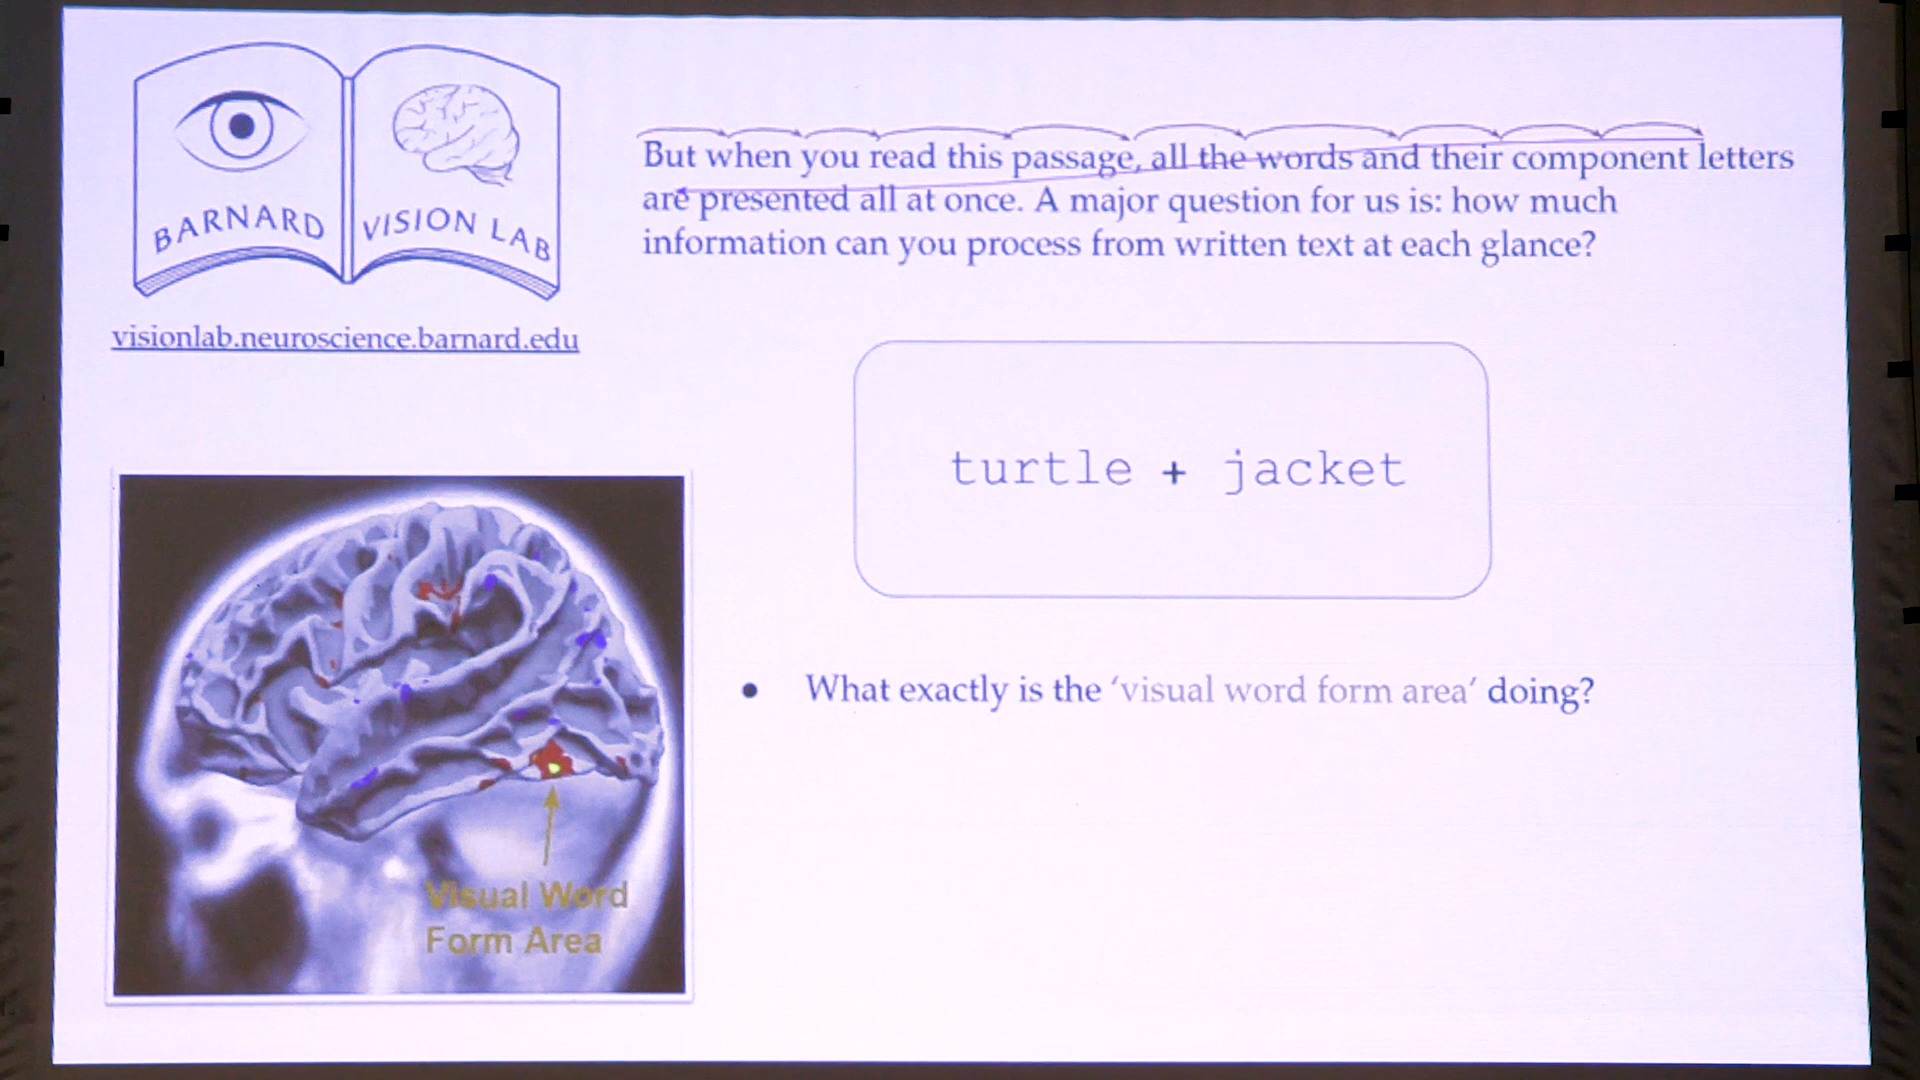 BARNARD VISION LAB
visionlab.neuroscience.barnard.edu
But when you read this passage, all the words and their component letters
are presented all at once. A major question for us is: how much
information can you process from written text at each glance?
turtle + jacket
• What exactly is the ‘visual word form area’ doing?
Visual Word
Form Area